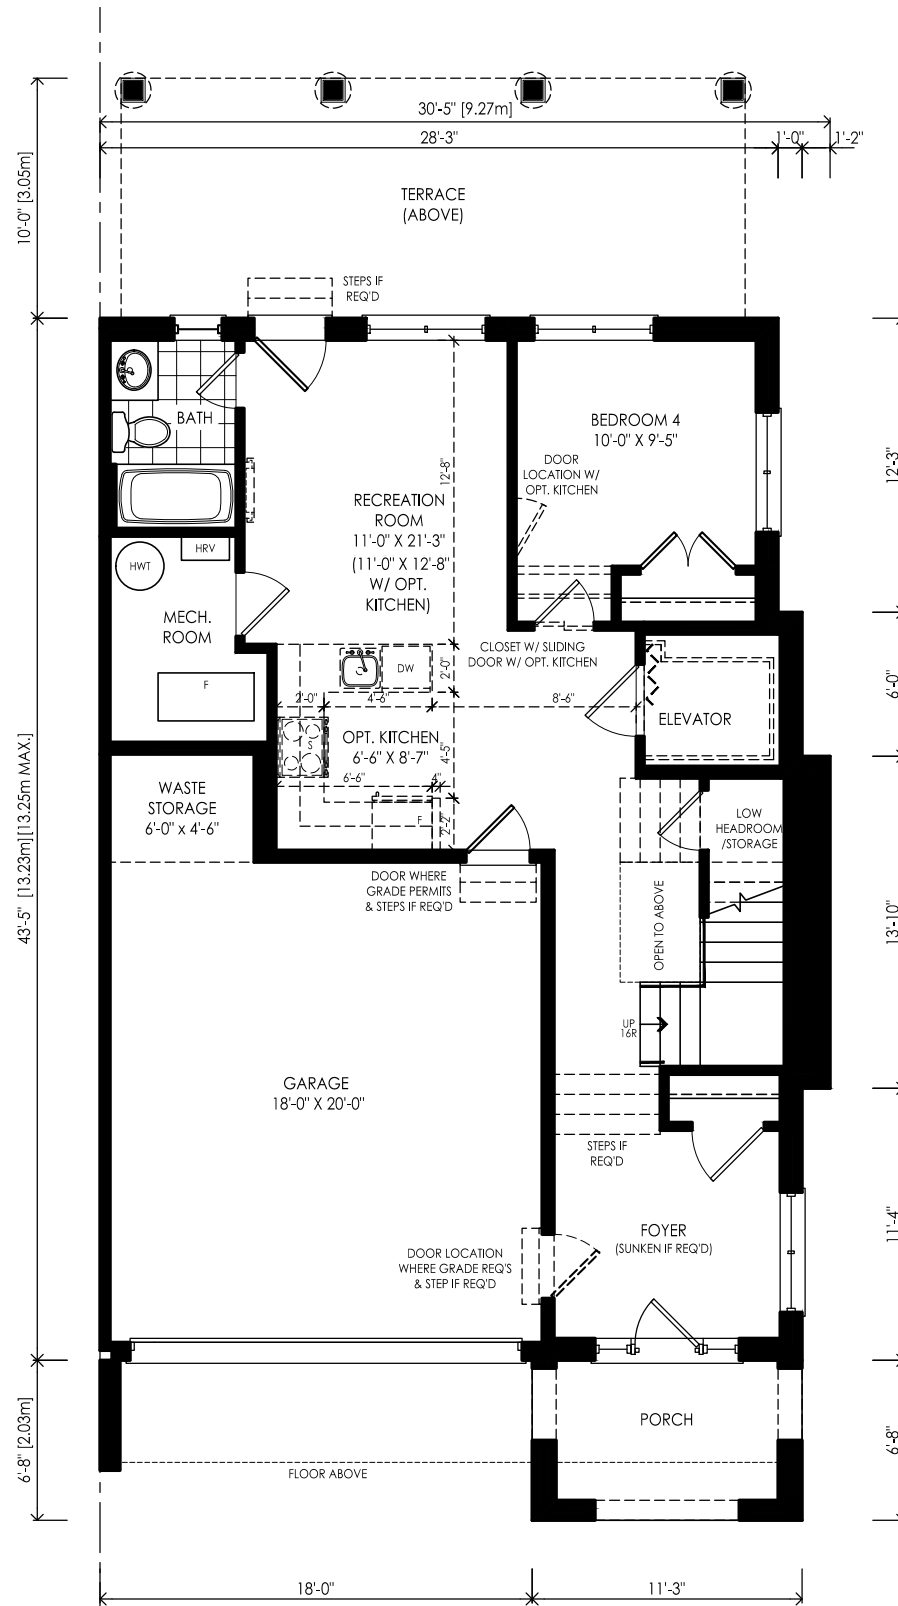 30'-5" [9.27m]
28'-3"
1'-0"
1'-2"
10'-0" [3.05m]
TERRACE
(ABOVE)
STEPS IF
REQ'D
BATH
BEDROOM 4
10'-0" X 9'-5"
DOOR
LOCATION W/
OPT. KITCHEN
12'-8"
12'-3"
RECREATION
ROOM
11'-0" X 21'-3"
(11'-0" X 12'-8"
W/ OPT.
KITCHEN)
HRV
HWT
MECH.
ROOM
F
CLOSET W/ SLIDING
DOOR W/ OPT. KITCHEN
DW
2'-0"
6'-0"
2'-0"
4'-6"
8'-6"
ELEVATOR
S
OPT. KITCHEN
6'-6" X 8'-7"
4'-5"
6'-6"
4"
F
2'-2"
WASTE
STORAGE
6'-0" x 4'-6"
LOW
HEADROOM
/STORAGE
43'-5" [13.23m] [13.25m MAX.]
DOOR WHERE
GRADE PERMITS
& STEPS IF REQ'D
OPEN TO ABOVE
13'-10"
UP
16R
GARAGE
18'-0" X 20'-0"
STEPS IF
REQ'D
FOYER
(SUNKEN IF REQ'D)
11'-4"
DOOR LOCATION
WHERE GRADE REQ'S
& STEP IF REQ'D
PORCH
6'-8" [2.03m]
6'-8"
FLOOR ABOVE
18'-0"
11'-3"